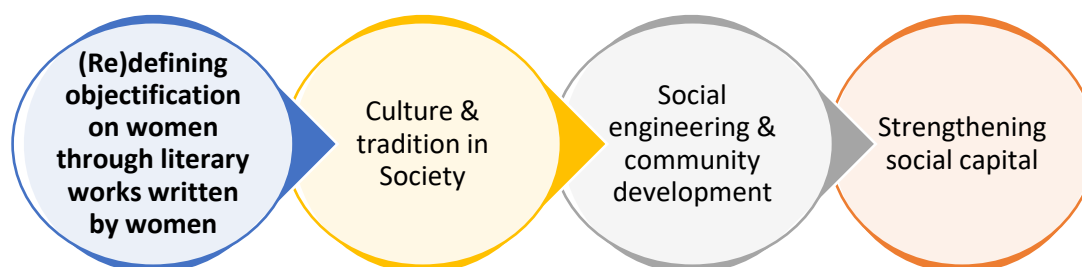 (Re)defining
objectification
on women
through literary
works written
by women
Culture &
tradition in
Society
Social
engineering &
community
development
Strengthening
social capital